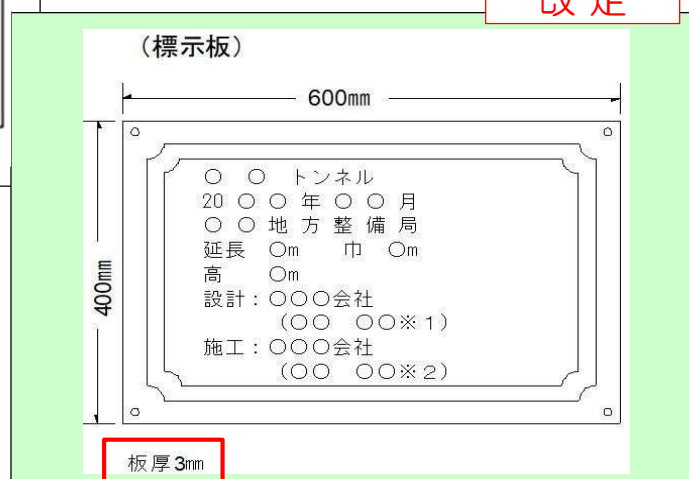 改定
（標示板）
600㎜
400㎜
○ ○ トンネル
20 ○ ○ 年 ○ ○ 月
○ ○ 地 方 整 備 局
延長 ○m 巾 ○m
高 ○m
設計：○○○会社
（○○ ○○※１）
施工：○○○会社
（○○ ○○※２）
板厚3㎜